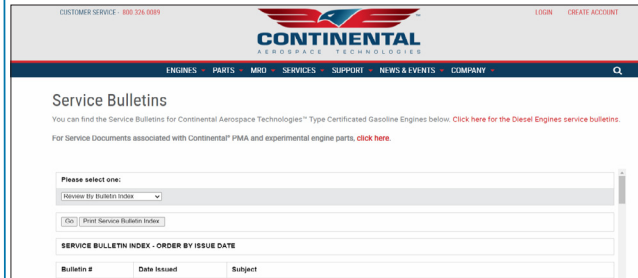 CUSTOMER SERVICE - 800.326.0089
LOGIN CREATE ACCOUNT
CONTINENTAL
AEROSPACE TECHNOLOGIES
ENGINES PARTS MRO SERVICES SUPPORT NEWS & EVENTS COMPANY
Service Bulletins
You can find the Service Bulletins for Continental Aerospace Technologies™ Type Certificated Gasoline Engines below. Click here for the Diesel Engines service bulletins.
For Service Documents associated with Continental® PMA and experimental engine parts, click here.
Please select one:
Review By Bulletin Index
Go Print Service Bulletin Index
SERVICE BULLETIN INDEX - ORDER BY ISSUE DATE
Bulletin # Date Issued Subject